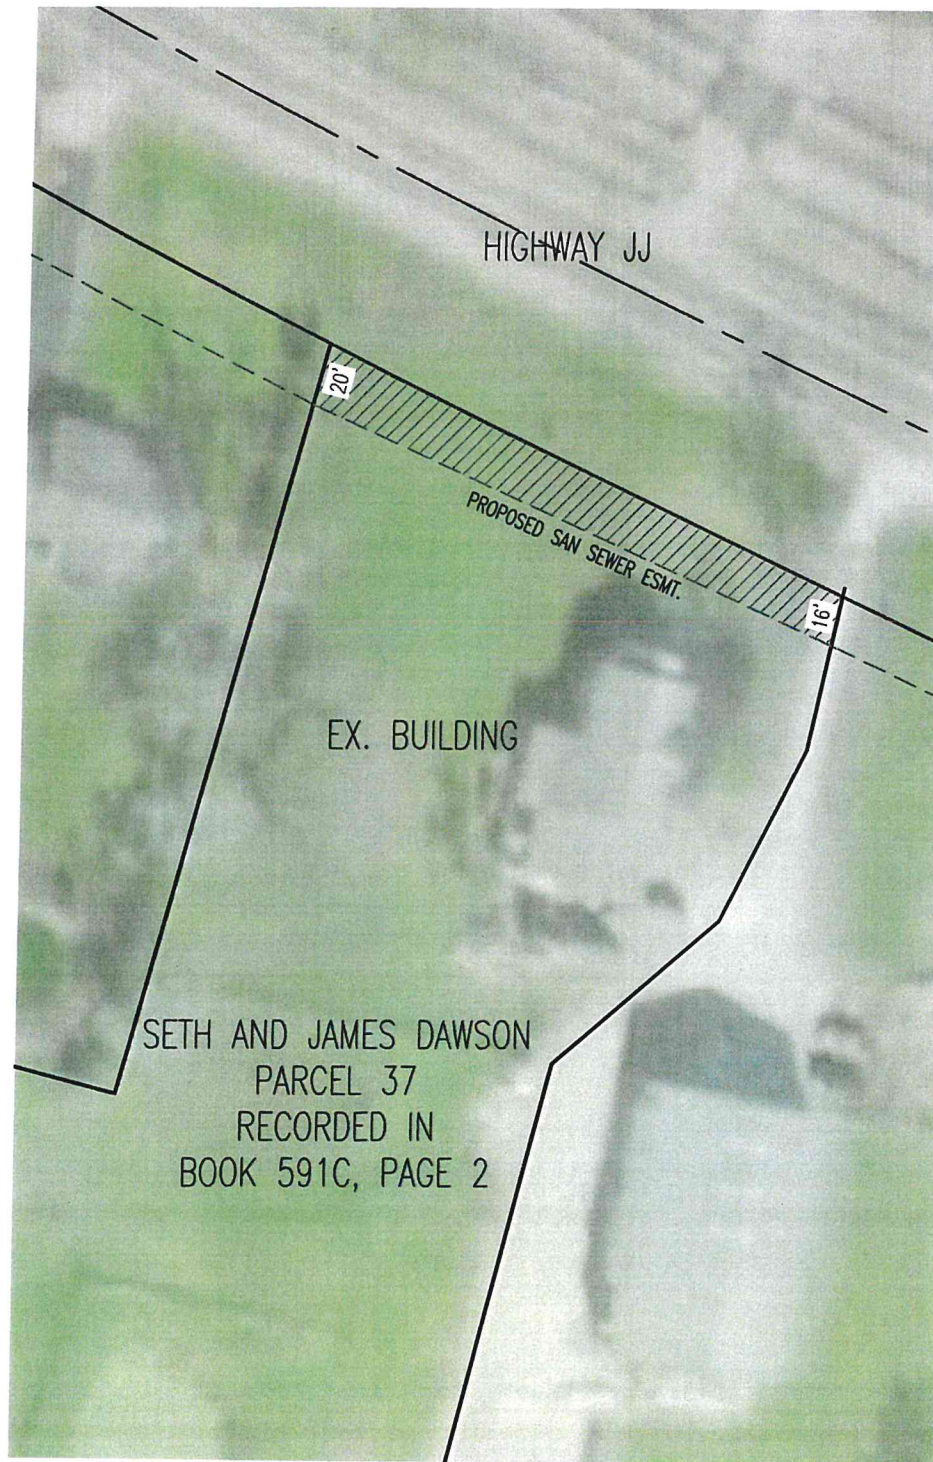 HIGHWAY JJ
20'
PROPOSED SAN SEWER ESMT.
16'
EX. BUILDING
SETH AND JAMES DAWSON
PARCEL 37
RECORDED IN
BOOK 591C, PAGE 2